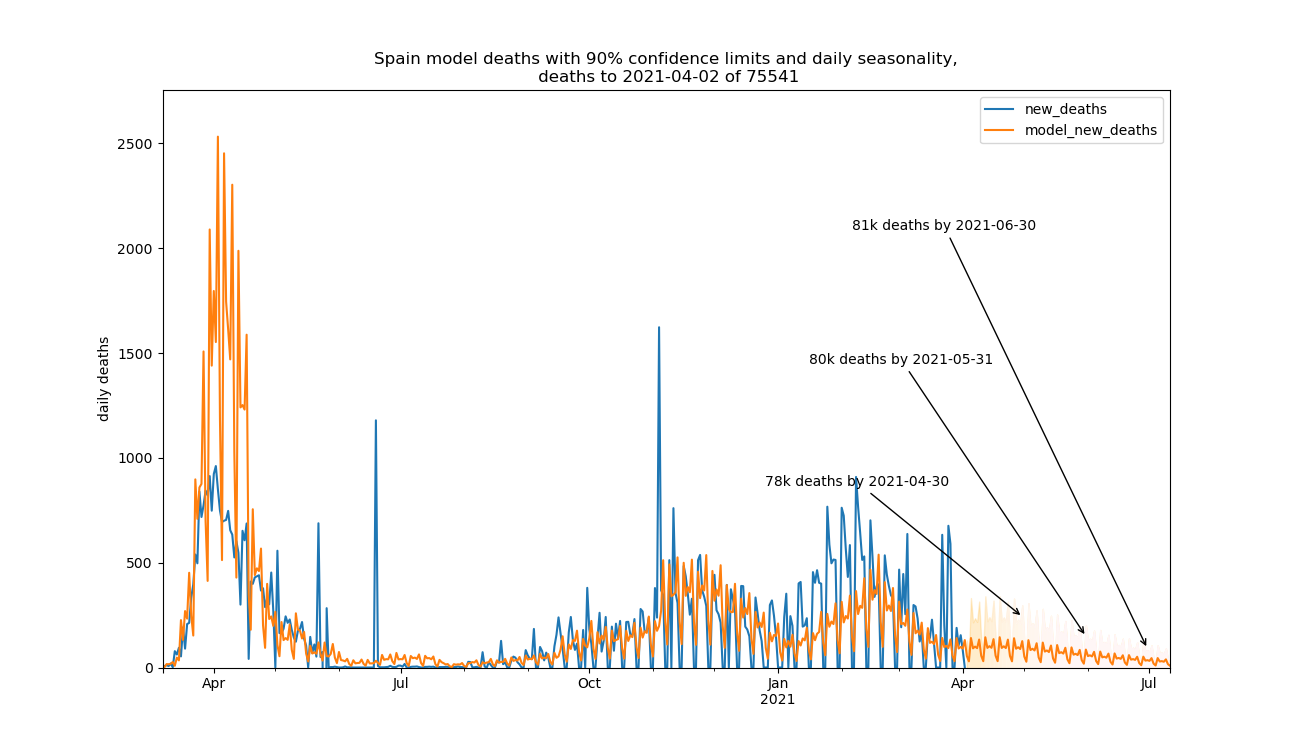 Spain model deaths with 90% confidence limits and daily seasonality,
deaths to 2021-04-02 of 75541
new_deaths
model_new_deaths
2500
2000
1500
1000
500
0
daily deaths
81k deaths by 2021-06-30
80k deaths by 2021-05-31
78k deaths by 2021-04-30
Apr
Jul
Oct
Jan
2021
Apr
Jul